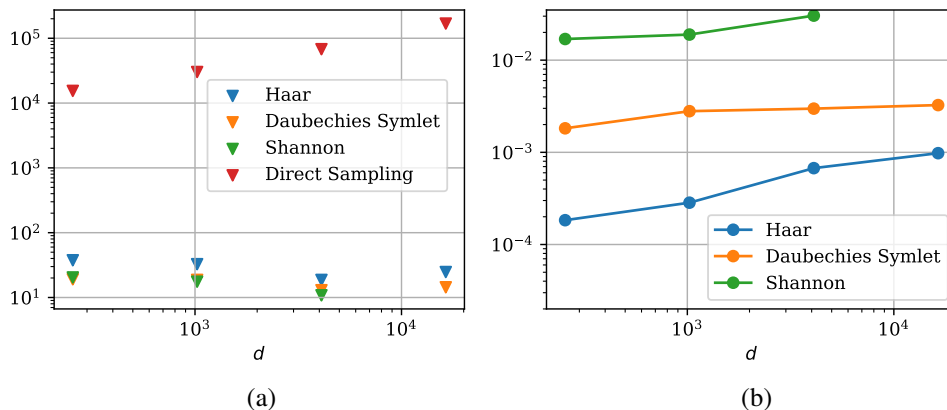 10^5
10^4
10^3
10^2
10^1
Haar
Daubechies Symlet
Shannon
Direct Sampling
10^3
10^4
d
(a)
10^-2
10^-3
10^-4
Haar
Daubechies Symlet
Shannon
10^3
10^4
d
(b)